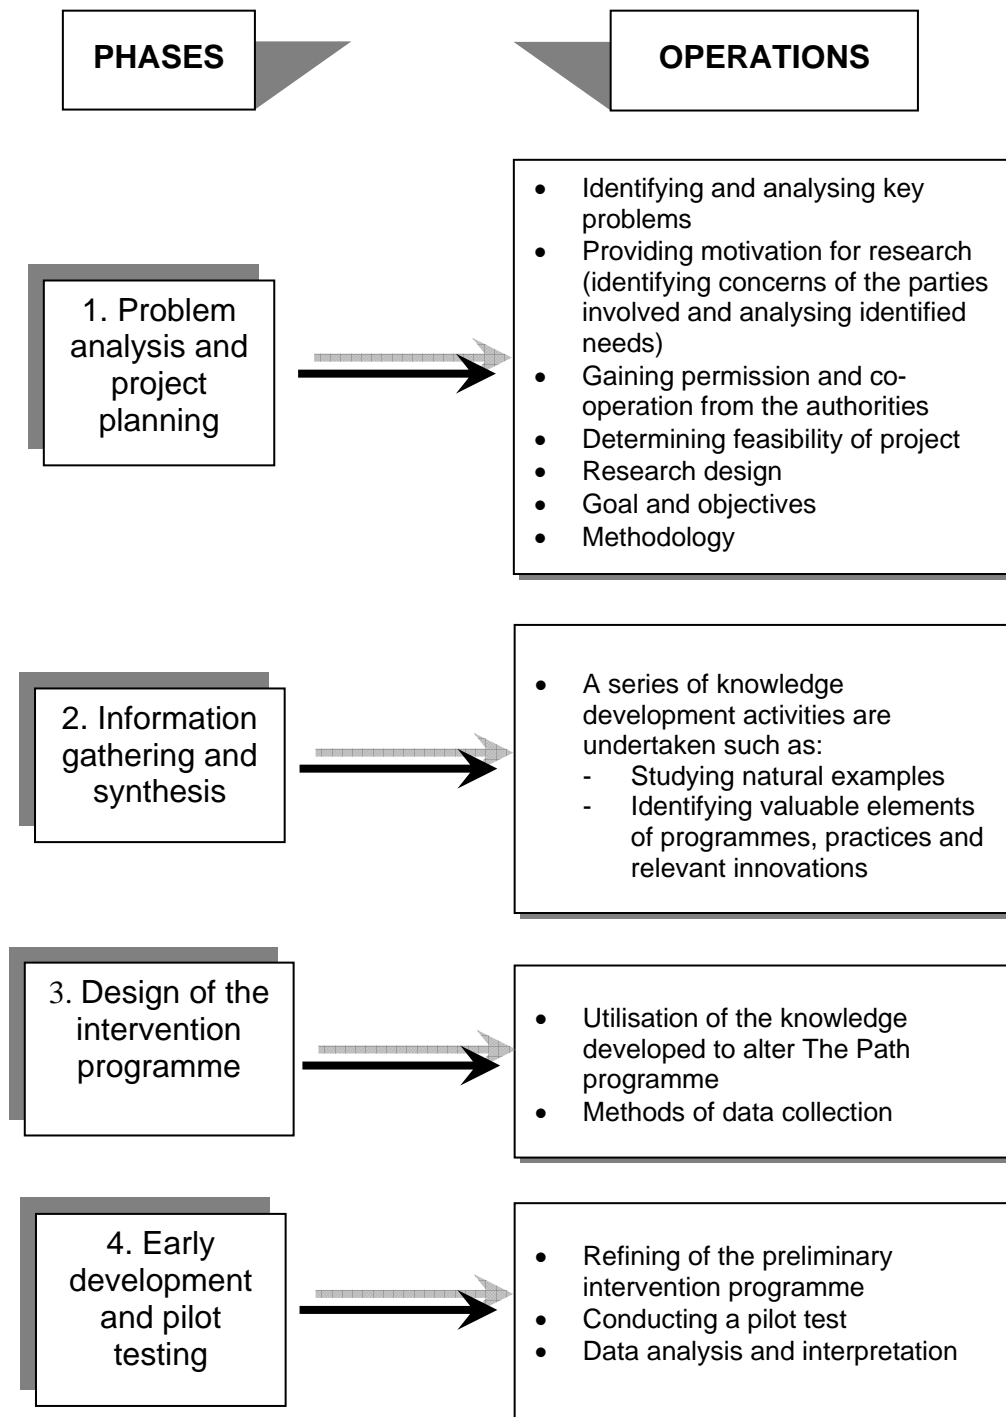 PHASES
OPERATIONS
1. Problem
analysis and
project
planning
• Identifying and analysing key
problems
• Providing motivation for research
(identifying concerns of the parties
involved and analysing identified
needs)
• Gaining permission and co-
operation from the authorities
• Determining feasibility of project
• Research design
• Goal and objectives
• Methodology
2. Information
gathering and
synthesis
• A series of knowledge
development activities are
undertaken such as:
- Studying natural examples
- Identifying valuable elements
of programmes, practices and
relevant innovations
3. Design of the
intervention
programme
• Utilisation of the knowledge
developed to alter The Path
programme
• Methods of data collection
4. Early
development
and pilot
testing
• Refining of the preliminary
intervention programme
• Conducting a pilot test
• Data analysis and interpretation